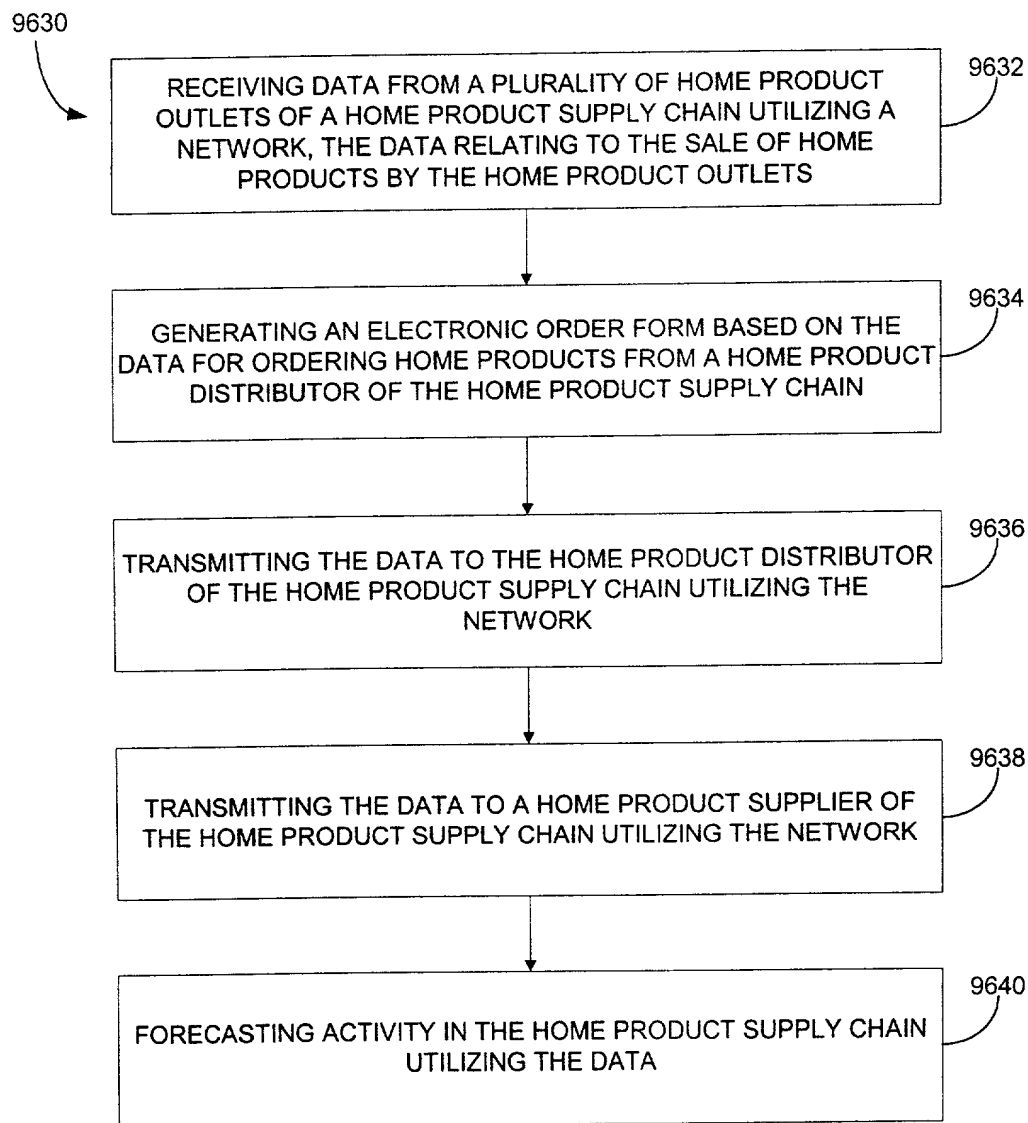 9630
9632
RECEIVING DATA FROM A PLURALITY OF HOME PRODUCT
OUTLETS OF A HOME PRODUCT SUPPLY CHAIN UTILIZING A
NETWORK, THE DATA RELATING TO THE SALE OF HOME
PRODUCTS BY THE HOME PRODUCT OUTLETS
9634
GENERATING AN ELECTRONIC ORDER FORM BASED ON THE
DATA FOR ORDERING HOME PRODUCTS FROM A HOME PRODUCT
DISTRIBUTOR OF THE HOME PRODUCT SUPPLY CHAIN
9636
TRANSMITTING THE DATA TO THE HOME PRODUCT DISTRIBUTOR
OF THE HOME PRODUCT SUPPLY CHAIN UTILIZING THE
NETWORK
9638
TRANSMITTING THE DATA TO A HOME PRODUCT SUPPLIER OF
THE HOME PRODUCT SUPPLY CHAIN UTILIZING THE NETWORK
9640
FORECASTING ACTIVITY IN THE HOME PRODUCT SUPPLY CHAIN
UTILIZING THE DATA